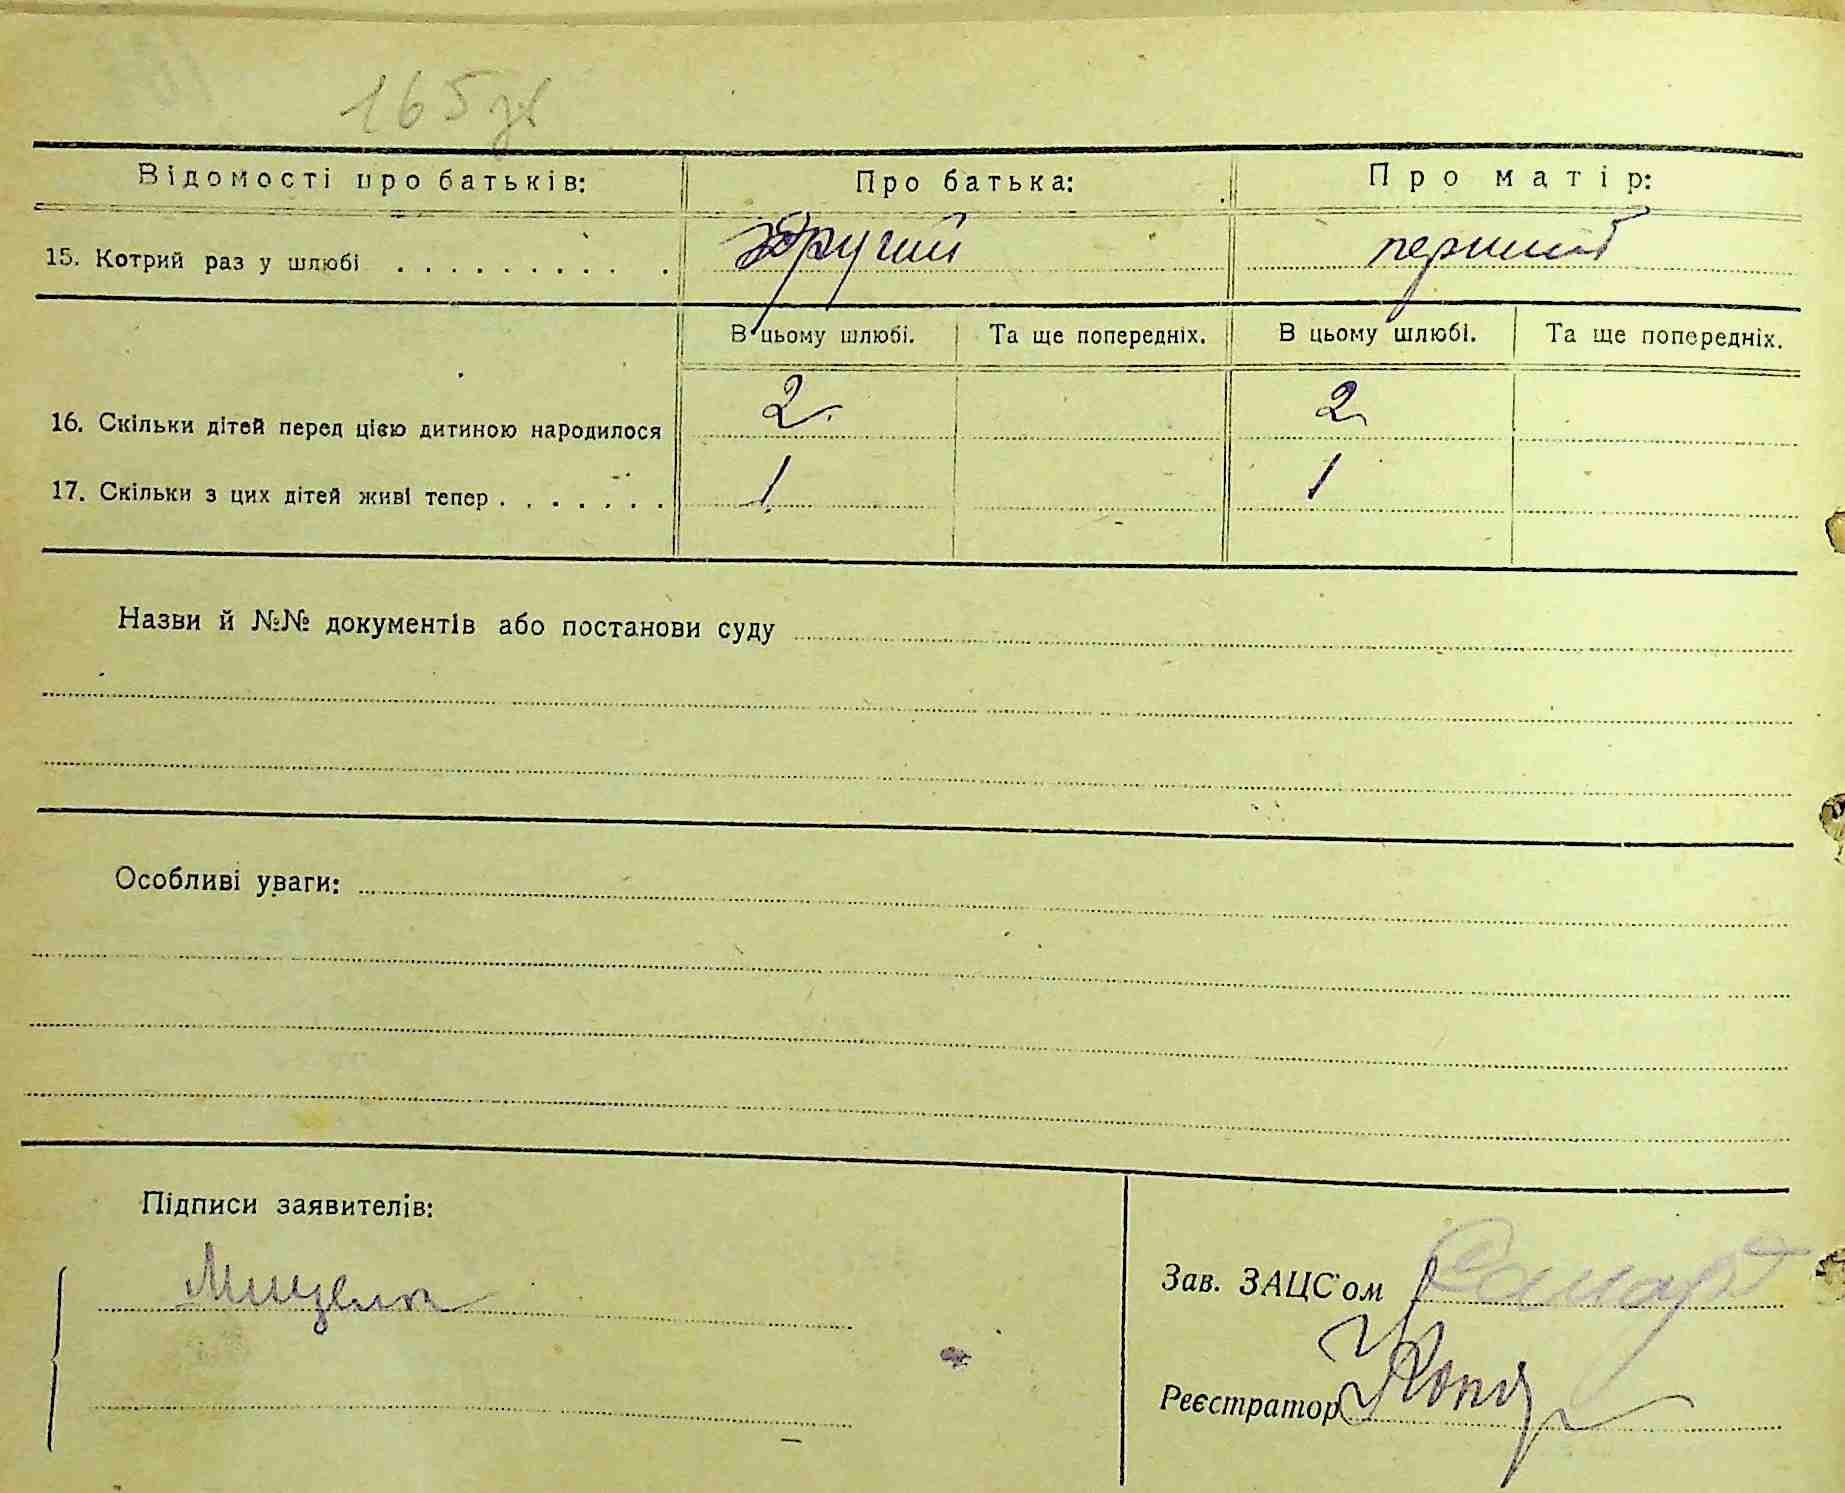 165 зв
Відомості про батьків: Про батька: Про матір:
15. Котрий раз у шлюбі . . . . . . . . . . другий перший
В цьому шлюбі. Та ще попередніх. В цьому шлюбі. Та ще попередніх.
16. Скільки дітей перед цією дитиною народилося 2 2
17. Скільки з цих дітей живі тепер . . . . . . . 1 1
Назви й №№ документів або постанови суду
Особливі уваги:
Підписи заявителів:
Зав. ЗАЦС'ом
Реєстратор